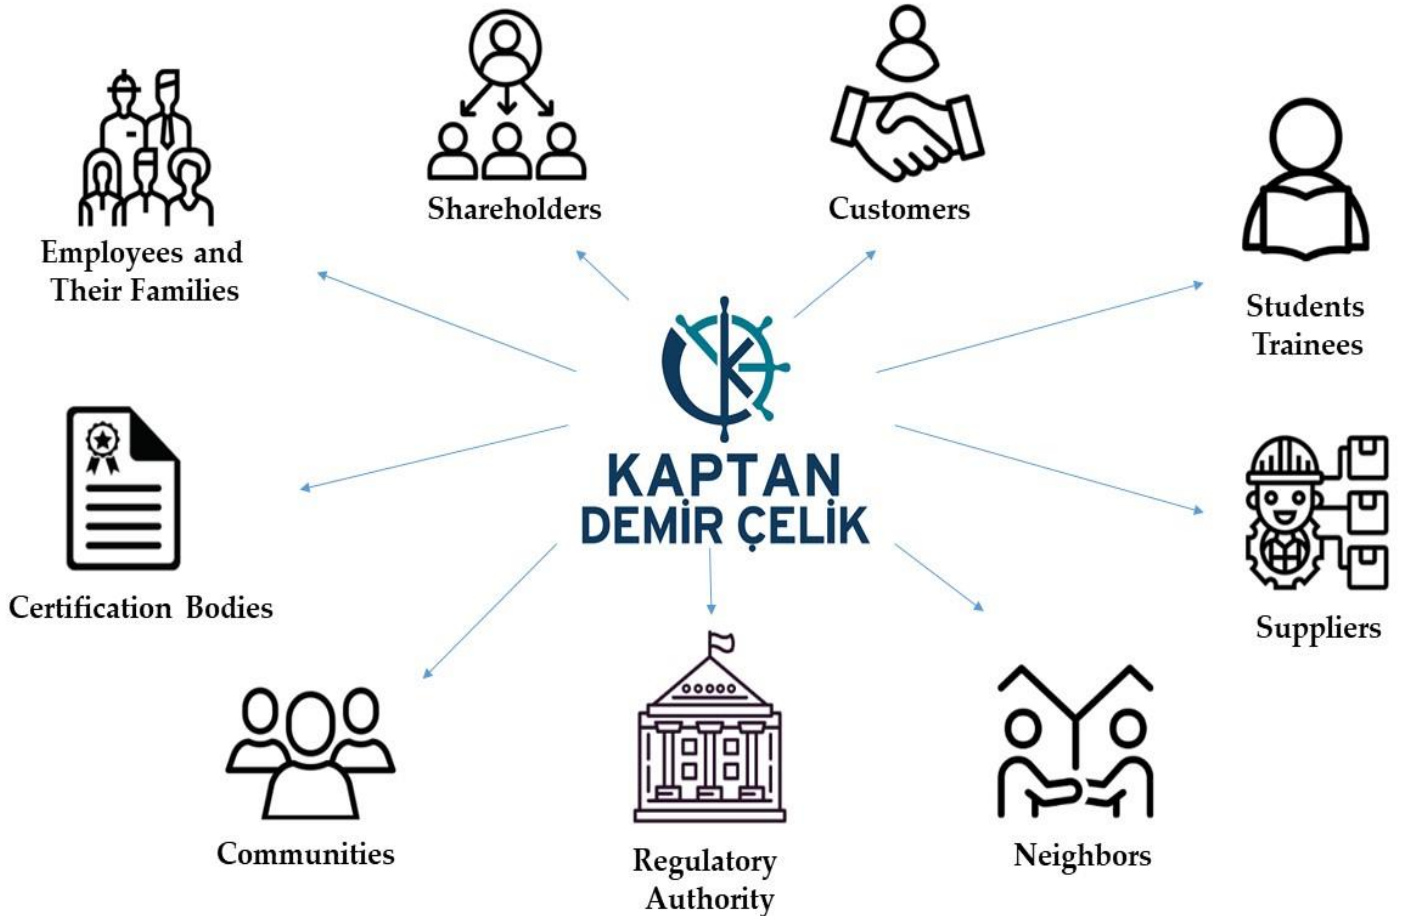 Shareholders
Customers
Employees and
Their Families
Students
Trainees
KAPTAN
DEMİR ÇELİK
Certification Bodies
Suppliers
Communities
Regulatory
Authority
Neighbors